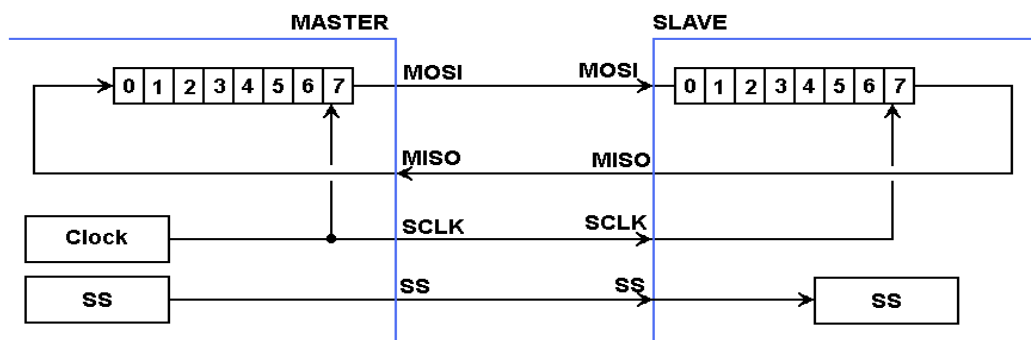 MASTER SLAVE
MOSI MOSI
0 1 2 3 4 5 6 7 0 1 2 3 4 5 6 7
MISO MISO
SCLK SCLK
Clock
SS SS
SS SS